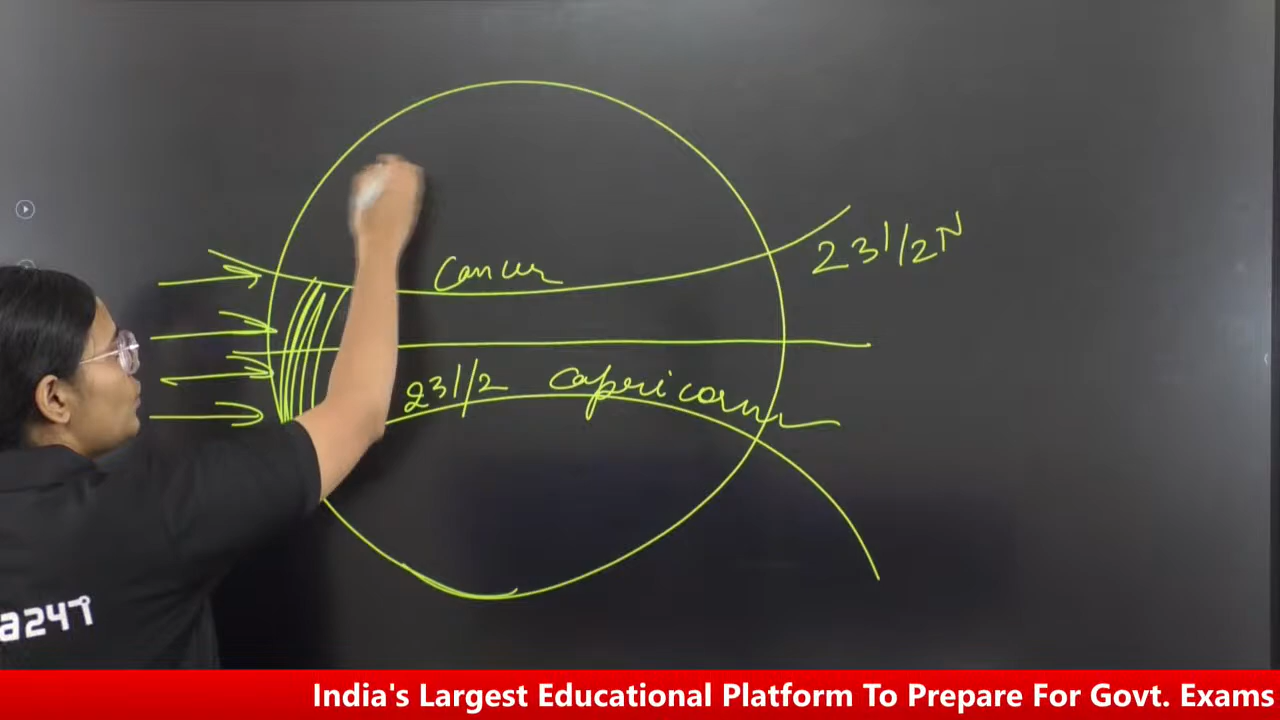 Cancer
23 1/2 N
23 1/2 Capricorn
a247
India's Largest Educational Platform To Prepare For Govt. Exams